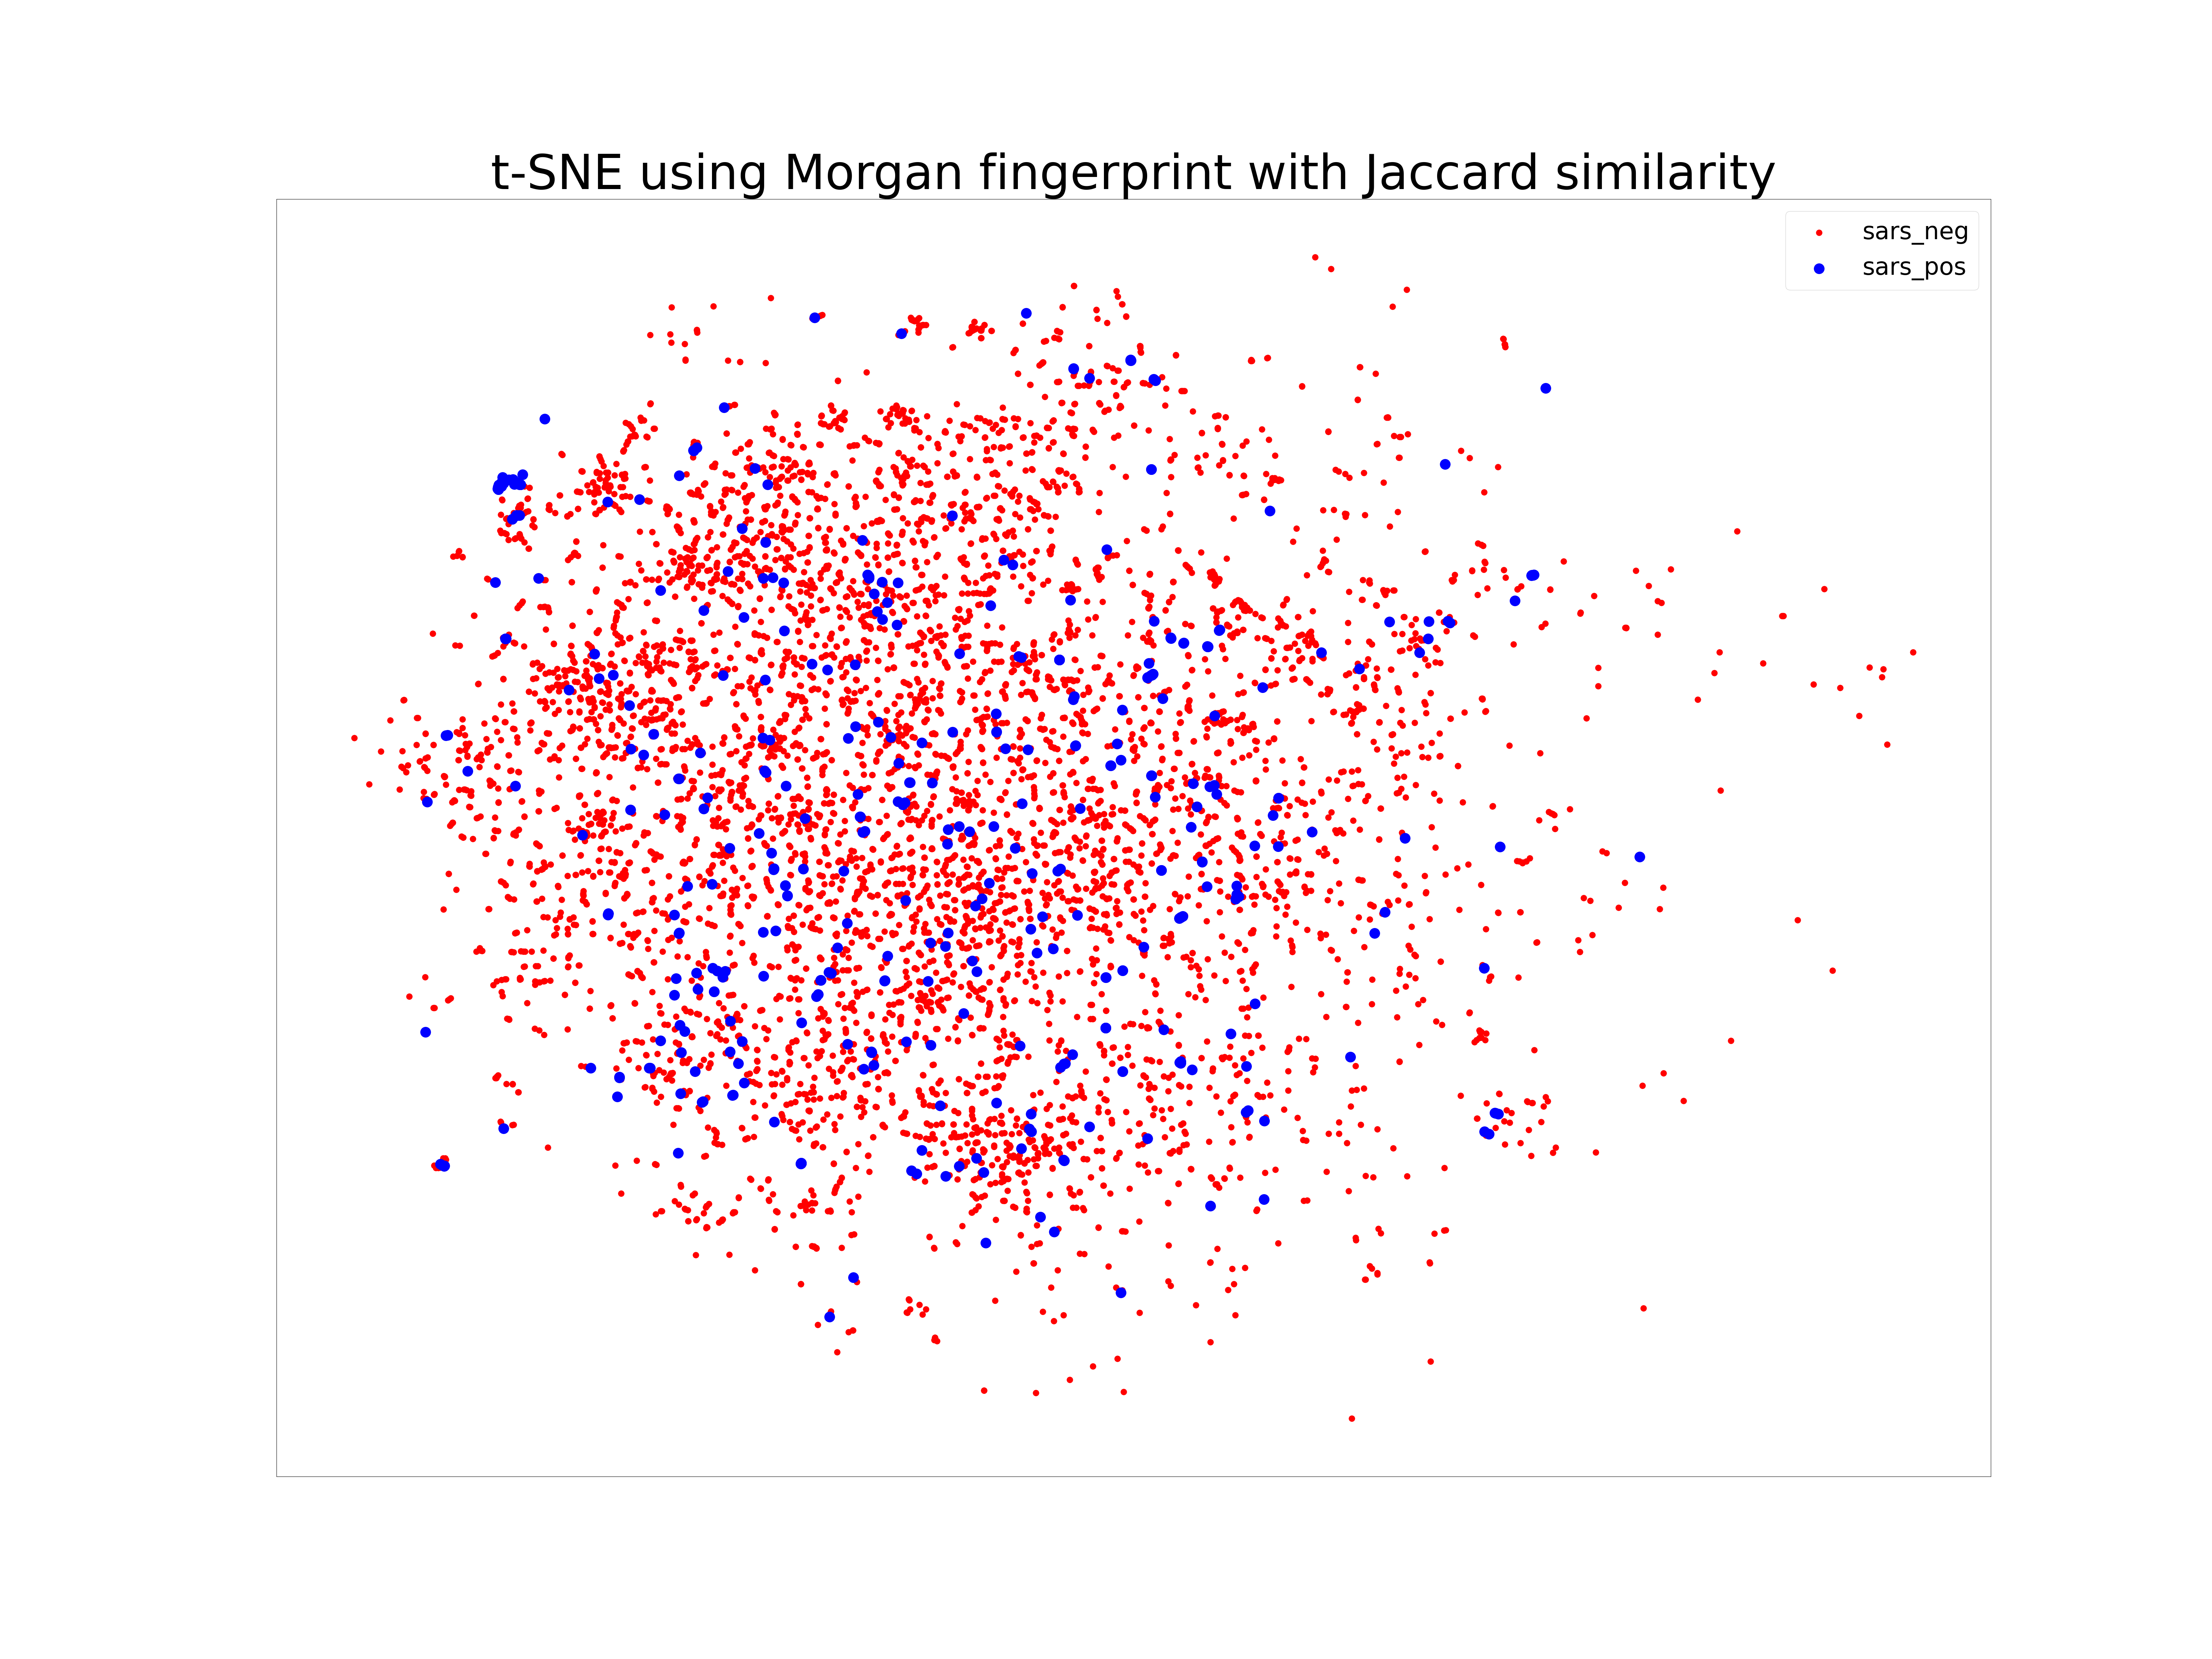 t-SNE using Morgan fingerprint with Jaccard similarity
sars_neg
sars_pos